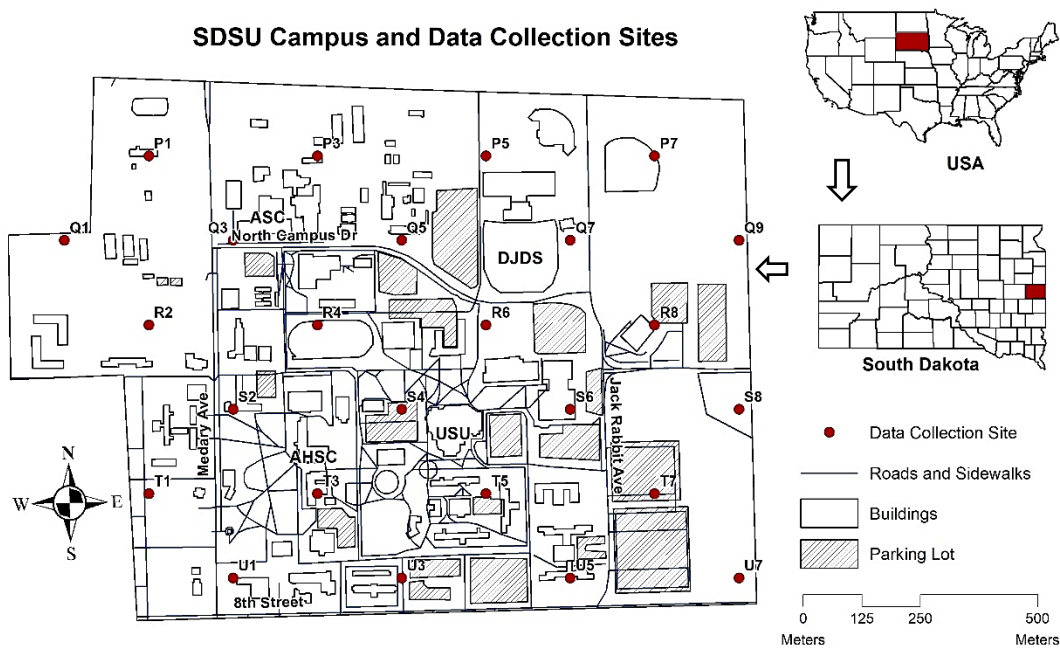 SDSU Campus and Data Collection Sites
P1
P3
P5
P7
Q1
Q3
ASC
North Campus Dr
Q5
DJDS
Q7
Q9
R2
R4
R6
R8
S2
S4
S6
S8
Medary Ave.
USU
Jack Rabbit Ave
AHSC
T1
T3
T5
T7
U1
U3
U5
U7
8th Street
N
W
E
S
USA
South Dakota
Data Collection Site
Roads and Sidewalks
Buildings
Parking Lot
0
250
500
Meters
Meters